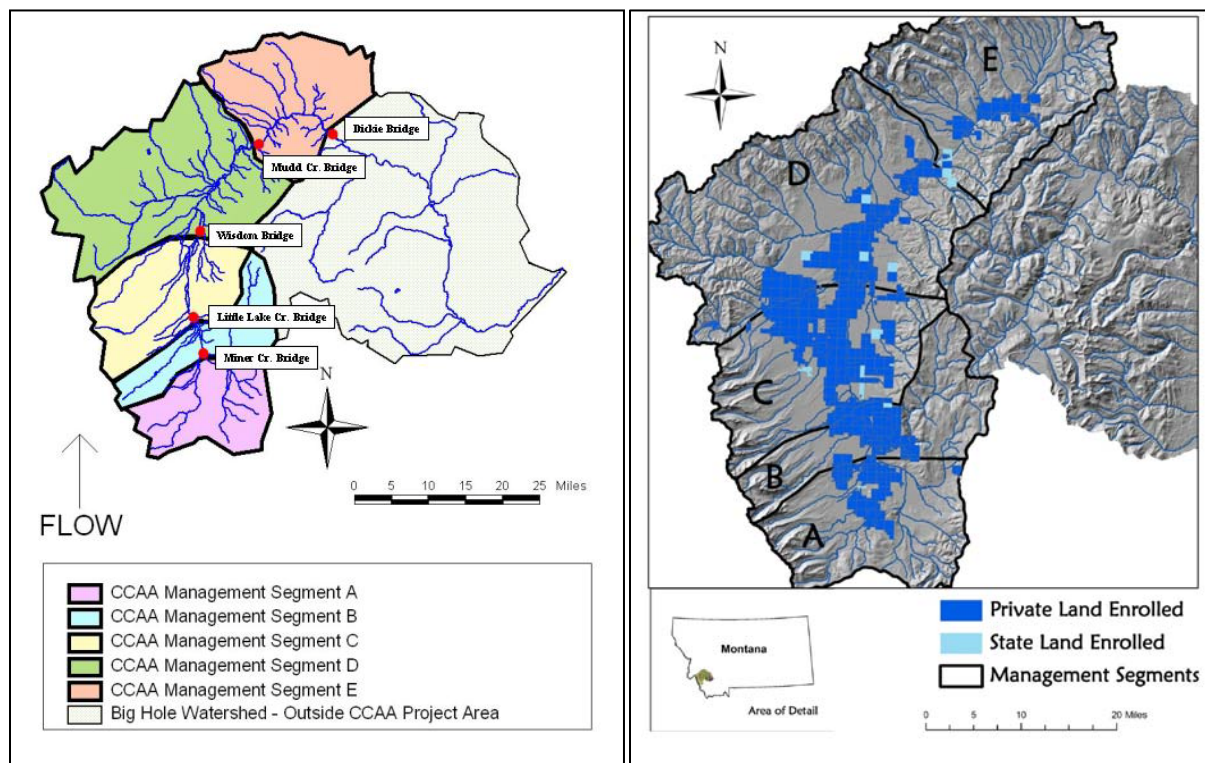 Dickie Bridge
Mudd Cr. Bridge
Wisdom Bridge
Little Lake Cr. Bridge
Miner Cr. Bridge
N
0 5 10 15 20 25 Miles
FLOW
CCAA Management Segment A
CCAA Management Segment B
CCAA Management Segment C
CCAA Management Segment D
CCAA Management Segment E
Big Hole Watershed - Outside CCAA Project Area
N
E
D
C
B
A
Montana
Area of Detail
Private Land Enrolled
State Land Enrolled
Management Segments
0 5 10 20 Miles